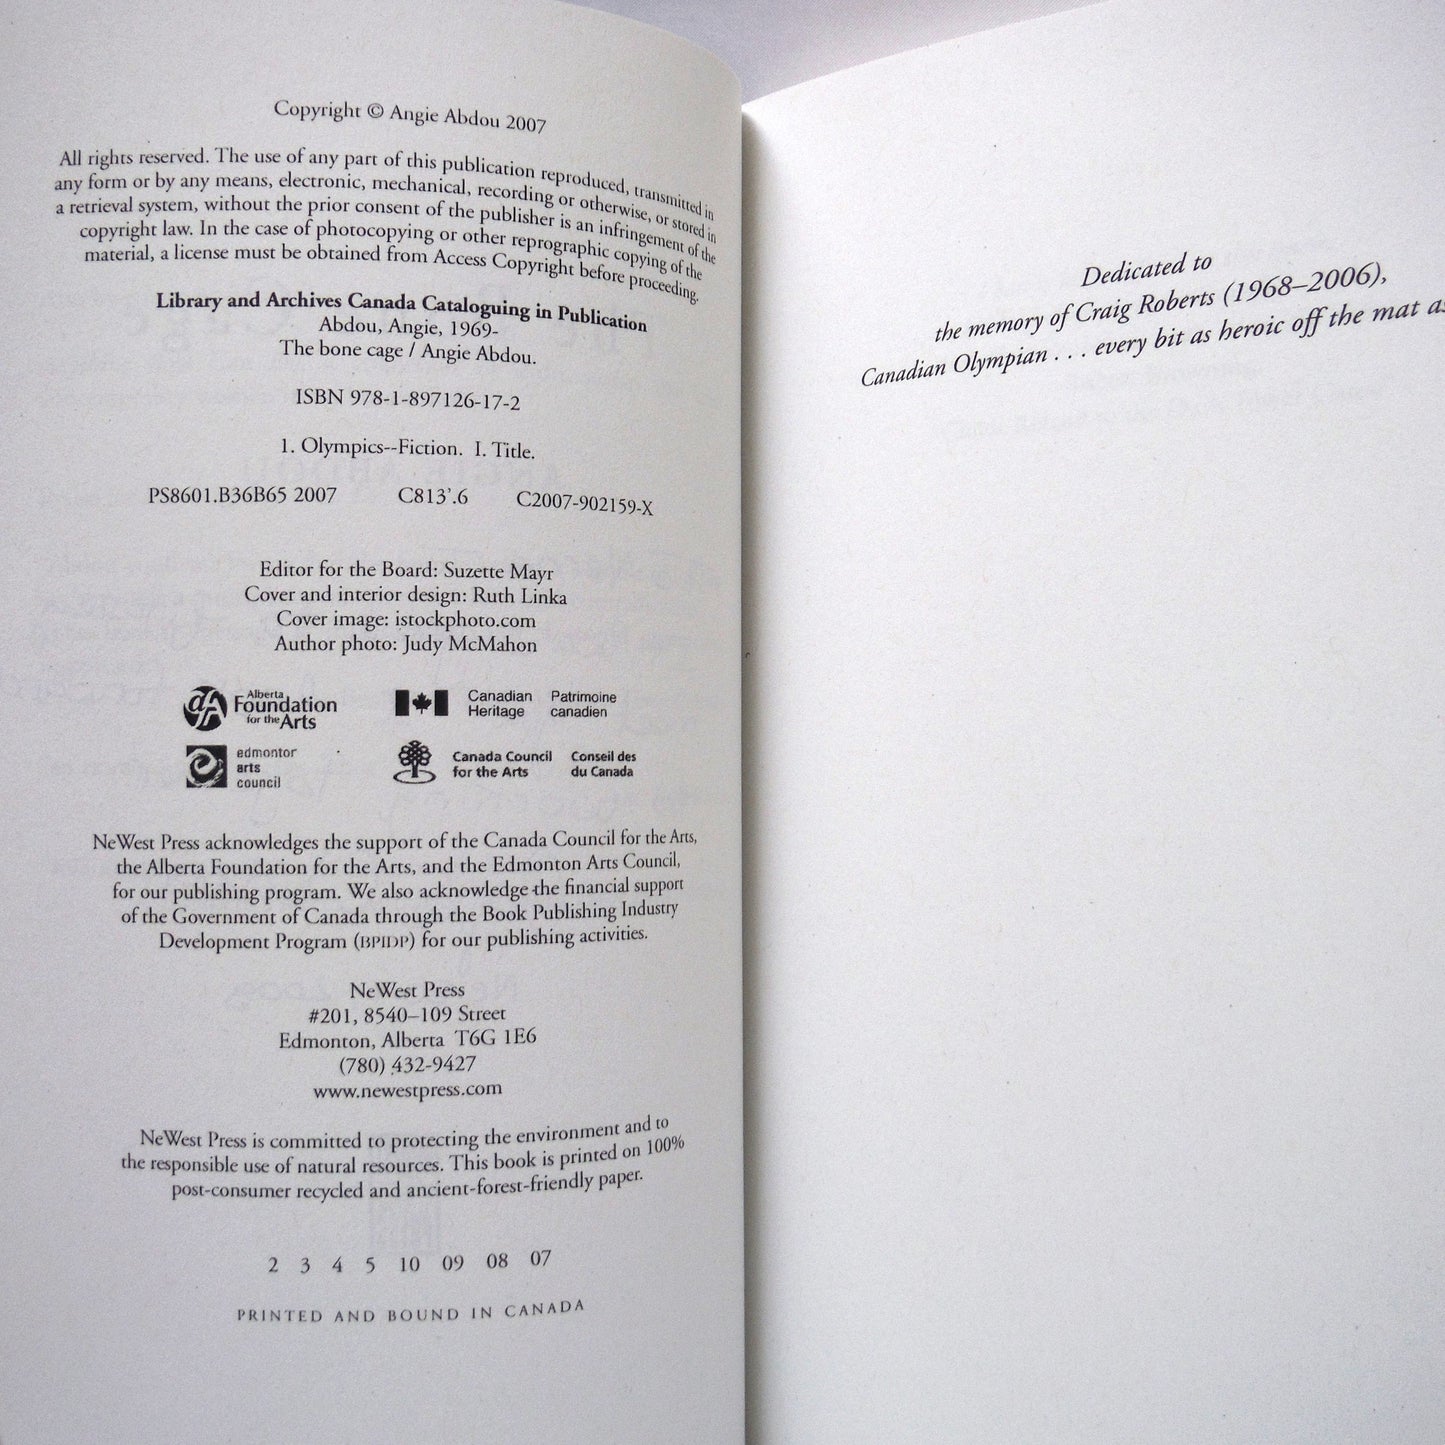 Copyright © Angie Abdou 2007
All rights reserved. The use of any part of this publication reproduced, transmitted in
any form or by any means, electronic, mechanical, recording or otherwise, or stored in
a retrieval system, without the prior consent of the publisher is an infringement of the
copyright law. In the case of photocopying or other reprographic copying of the
material, a license must be obtained from Access Copyright before proceeding.
Library and Archives Canada Cataloguing in Publication
Abdou, Angie, 1969-
The bone cage / Angie Abdou.
ISBN 978-1-897126-17-2
1. Olympics--Fiction. I. Title.
PS8601.B36B65 2007 C813'.6 C2007-902159-X
Editor for the Board: Suzette Mayr
Cover and interior design: Ruth Linka
Cover image: istockphoto.com
Author photo: Judy McMahon
Alberta
Foundation
for the Arts
Canadian
Heritage
Patrimoine
canadien
edmonton
arts
council
Canada Council
for the Arts
Conseil des
du Canada
NeWest Press acknowledges the support of the Canada Council for the Arts,
the Alberta Foundation for the Arts, and the Edmonton Arts Council,
for our publishing program. We also acknowledge the financial support
of the Government of Canada through the Book Publishing Industry
Development Program (BPIDP) for our publishing activities.
NeWest Press
#201, 8540–109 Street
Edmonton, Alberta T6G 1E6
(780) 432-9427
www.newestpress.com
NeWest Press is committed to protecting the environment and to
the responsible use of natural resources. This book is printed on 100%
post-consumer recycled and ancient-forest-friendly paper.
2 3 4 5 10 09 08 07
PRINTED AND BOUND IN CANADA
Dedicated to
the memory of Craig Roberts (1968–2006),
Canadian Olympian . . . every bit as heroic off the mat as